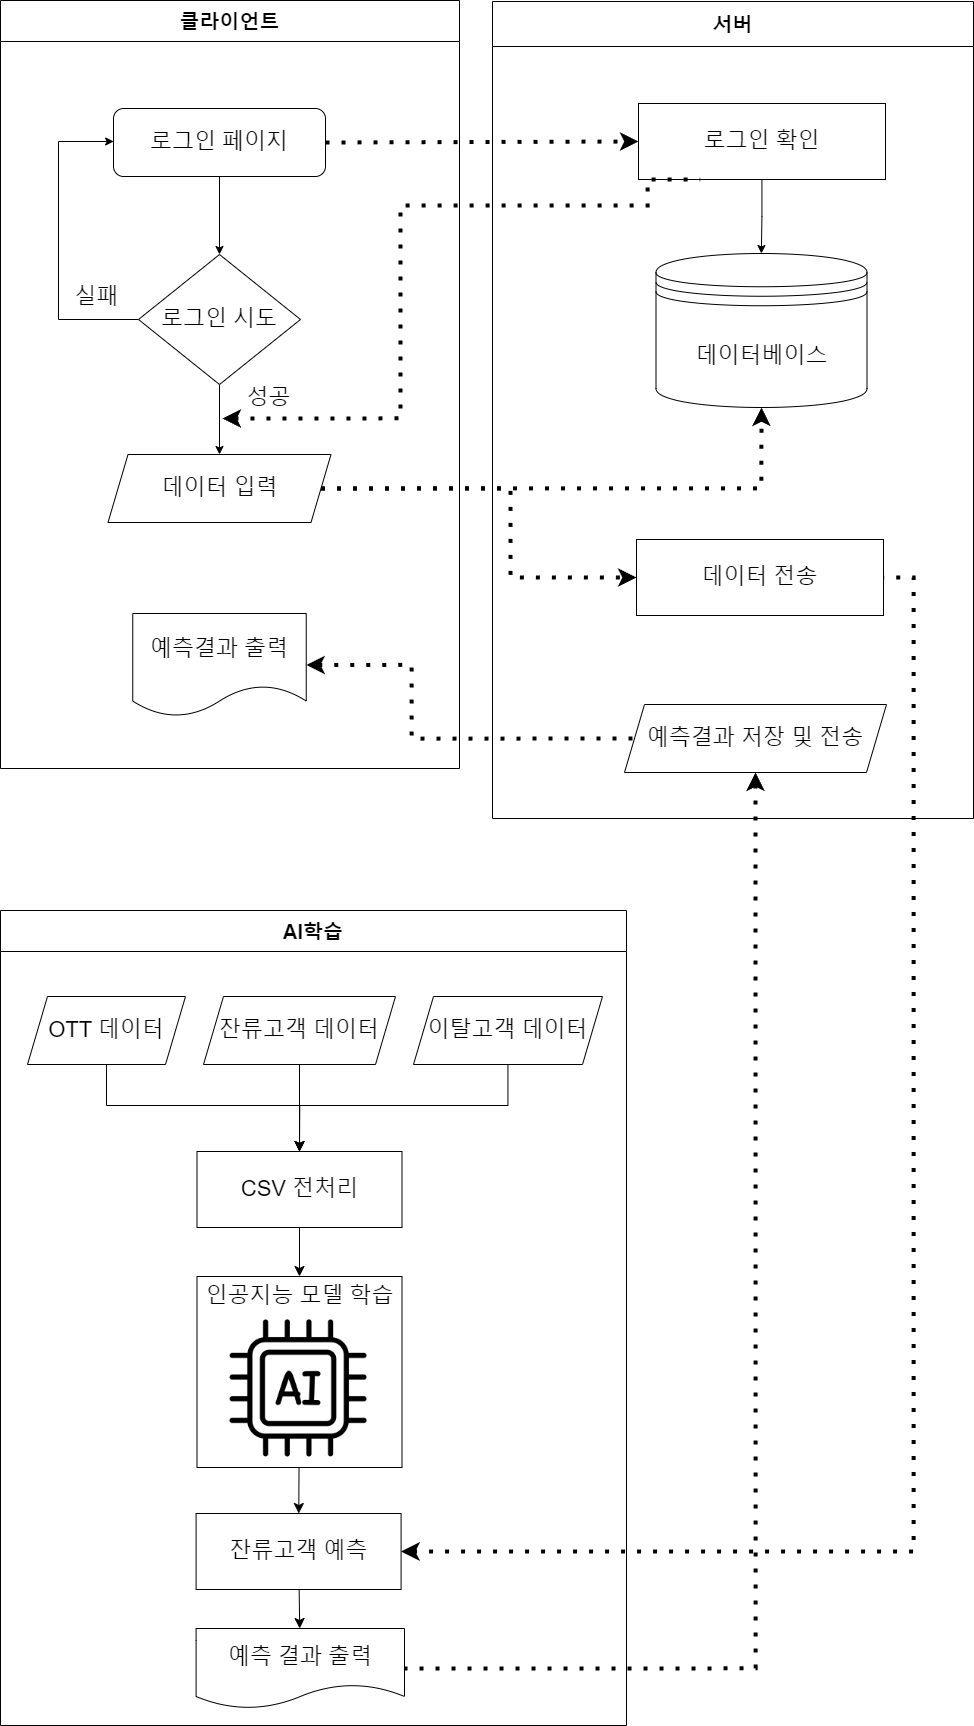 클라이언트
로그인 페이지
실패
로그인 시도
성공
데이터 입력
예측결과 출력
서버
로그인 확인
데이터베이스
데이터 전송
예측결과 저장 및 전송
AI학습
OTT 데이터
잔류고객 데이터
이탈고객 데이터
CSV 전처리
인공지능 모델 학습
AI
잔류고객 예측
예측 결과 출력